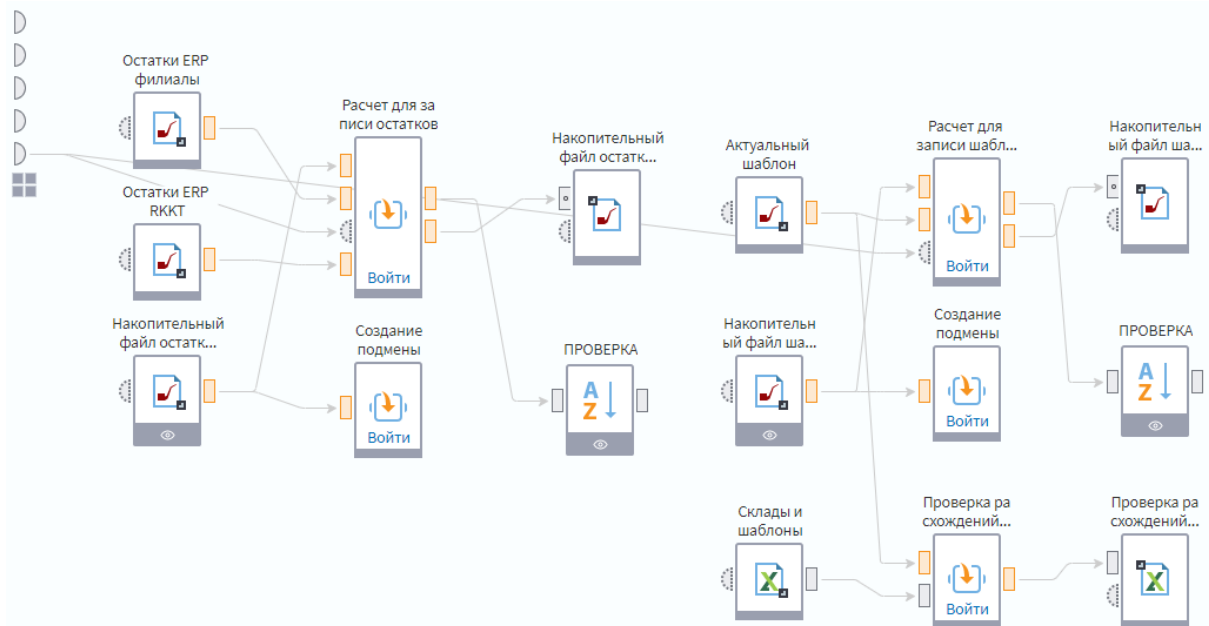 Остатки ERP
филиалы
Остатки ERP
RKKT
Накопительный
файл остатк...
Расчет для за
писи остатков
Войти
Создание
подмены
Войти
Накопительный
файл остатк...
ПРОВЕРКА
A
Z
Актуальный
шаблон
Накопительн
ый файл ша...
Склады и
шаблоны
Расчет для
записи шабл...
Войти
Создание
подмены
Войти
Проверка ра
схождений...
Войти
Накопительн
ый файл ша...
ПРОВЕРКА
A
Z
Проверка ра
схождений...